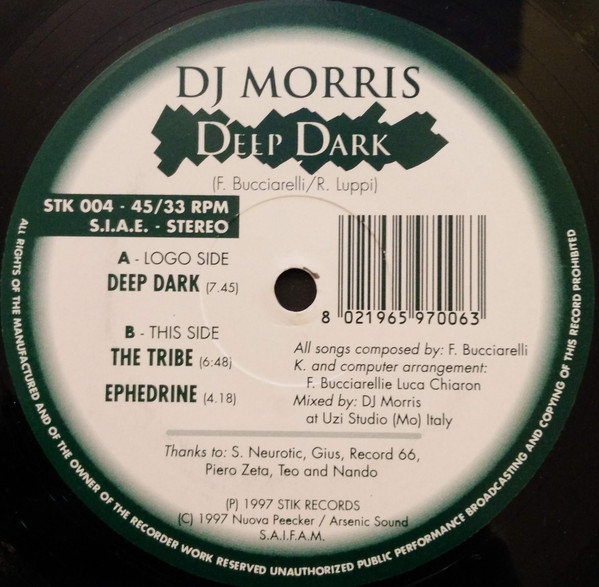 DJ MORRIS
DEEP DARK
(F. Bucciarelli/R. Luppi)
STK 004 - 45/33 RPM
S.I.A.E. - STEREO
A - LOGO SIDE
DEEP DARK (7.45)
B - THIS SIDE
THE TRIBE (6:48)
EPHEDRINE (4.18)
8 021965 970063
All songs composed by: F. Bucciarelli
K. and computer arrangement:
F. Bucciarellie Luca Chiaron
Mixed by: DJ Morris
at Uzi Studio (Mo) Italy
Thanks to: S. Neurotic, Gius, Record 66,
Piero Zeta, Teo and Nando
(P) 1997 STIK RECORDS
(C) 1997 Nuova Peecker / Arsenic Sound
S.A.I.F.A.M.
ALL RIGHTS OF THE MANUFACTURED AND OF THE OWNER OF THE RECORDER WORK RESERVED UNAUTHORIZED PUBLIC PERFORMANCE BROADCASTING AND COPYING OF THIS RECORD PROHIBITED